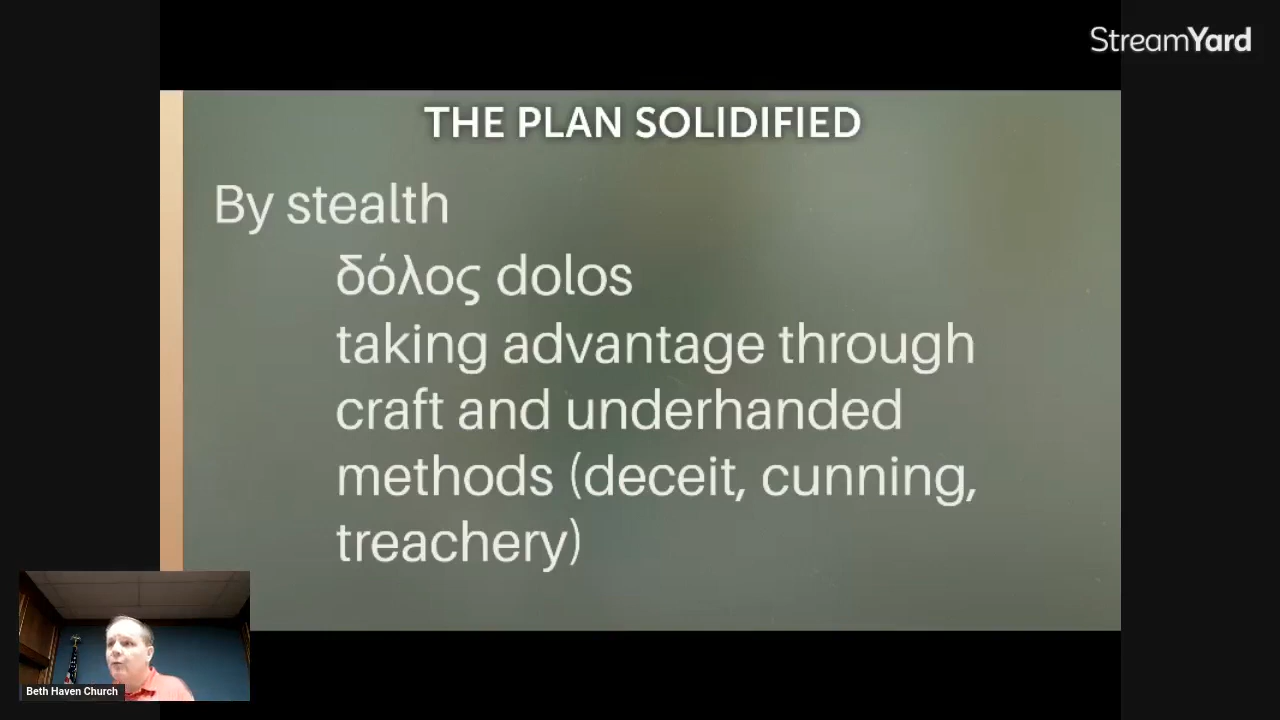 StreamYard
THE PLAN SOLIDIFIED
By stealth
δόλος dolos
taking advantage through
craft and underhanded
methods (deceit, cunning,
treachery)
Beth Haven Church